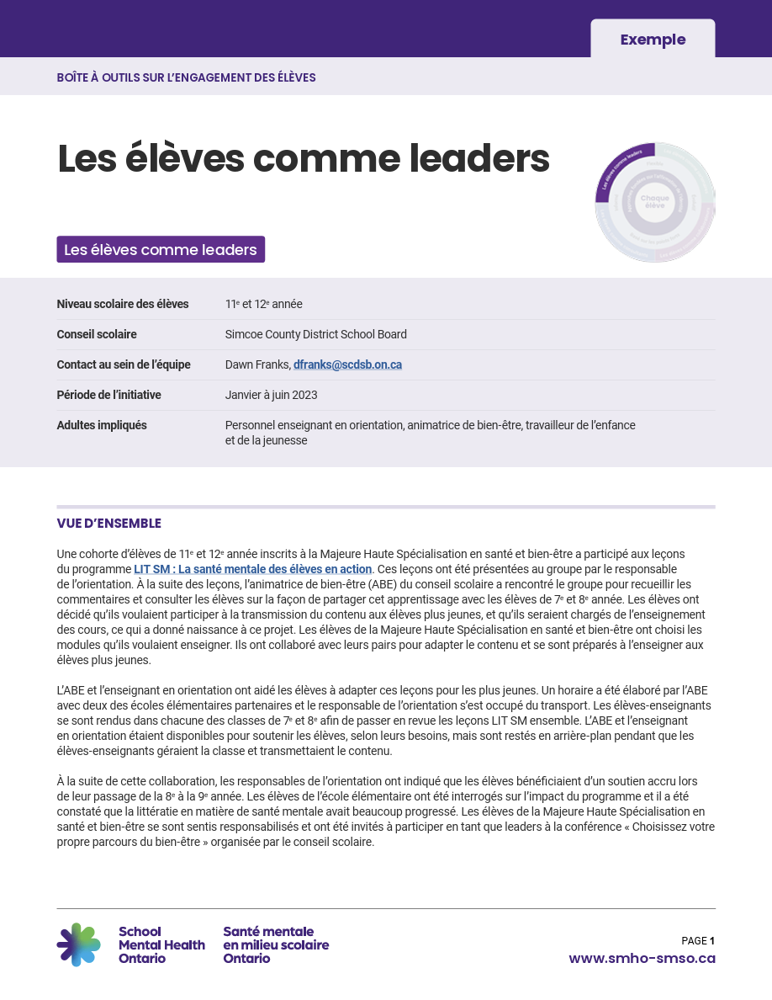 Exemple
BOÎTE À OUTILS SUR L’ENGAGEMENT DES ÉLÈVES
Les élèves comme leaders
Les élèves comme leaders
Chaque
élève
Les élèves comme leaders
Niveau scolaire des élèves 11e et 12e année
Conseil scolaire Simcoe County District School Board
Contact au sein de l’équipe Dawn Franks, dfranks@scdsb.on.ca
Période de l’initiative Janvier à juin 2023
Adultes impliqués Personnel enseignant en orientation, animatrice de bien-être, travailleur de l’enfance
et de la jeunesse
VUE D’ENSEMBLE
Une cohorte d’élèves de 11e et 12e année inscrits à la Majeure Haute Spécialisation en santé et bien-être a participé aux leçons
du programme LIT SM : La santé mentale des élèves en action. Ces leçons ont été présentées au groupe par le responsable
de l’orientation. À la suite des leçons, l’animatrice de bien-être (ABE) du conseil scolaire a rencontré le groupe pour recueillir les
commentaires et consulter les élèves sur la façon de partager cet apprentissage avec les élèves de 7e et 8e année. Les élèves ont
décidé qu’ils voulaient participer à la transmission du contenu aux élèves plus jeunes, et qu’ils seraient chargés de l’enseignement
des cours, ce qui a donné naissance à ce projet. Les élèves de la Majeure Haute Spécialisation en santé et bien-être ont choisi les
modules qu’ils voulaient enseigner. Ils ont collaboré avec leurs pairs pour adapter le contenu et se sont préparés à l’enseigner aux
élèves plus jeunes.
L’ABE et l’enseignant en orientation ont aidé les élèves à adapter ces leçons pour les plus jeunes. Un horaire a été élaboré par l’ABE
avec deux des écoles élémentaires partenaires et le responsable de l’orientation s’est occupé du transport. Les élèves-enseignants
se sont rendus dans chacune des classes de 7e et 8e afin de passer en revue les leçons LIT SM ensemble. L’ABE et l’enseignant
en orientation étaient disponibles pour soutenir les élèves, selon leurs besoins, mais sont restés en arrière-plan pendant que les
élèves-enseignants géraient la classe et transmettaient le contenu.
À la suite de cette collaboration, les responsables de l’orientation ont indiqué que les élèves bénéficiaient d’un soutien accru lors
de leur passage de la 8e à la 9e année. Les élèves de l’école élémentaire ont été interrogés sur l’impact du programme et il a été
constaté que la littératie en matière de santé mentale avait beaucoup progressé. Les élèves de la Majeure Haute Spécialisation en
santé et bien-être se sont sentis responsabilisés et ont été invités à participer en tant que leaders à la conférence « Choisissez votre
propre parcours du bien-être » organisée par le conseil scolaire.
School
Mental Health
Ontario
Santé mentale
en milieu scolaire
Ontario
PAGE 1
www.smho-smso.ca